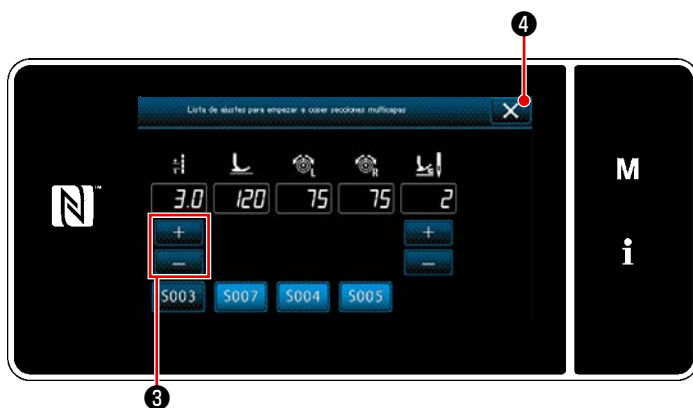 4
Lista de ajustes para empezar a coser secciones multicapas
L R S
3.0 120 75 75 2
+ +
− −
S003 S007 S004 S005
N™
M
i
3